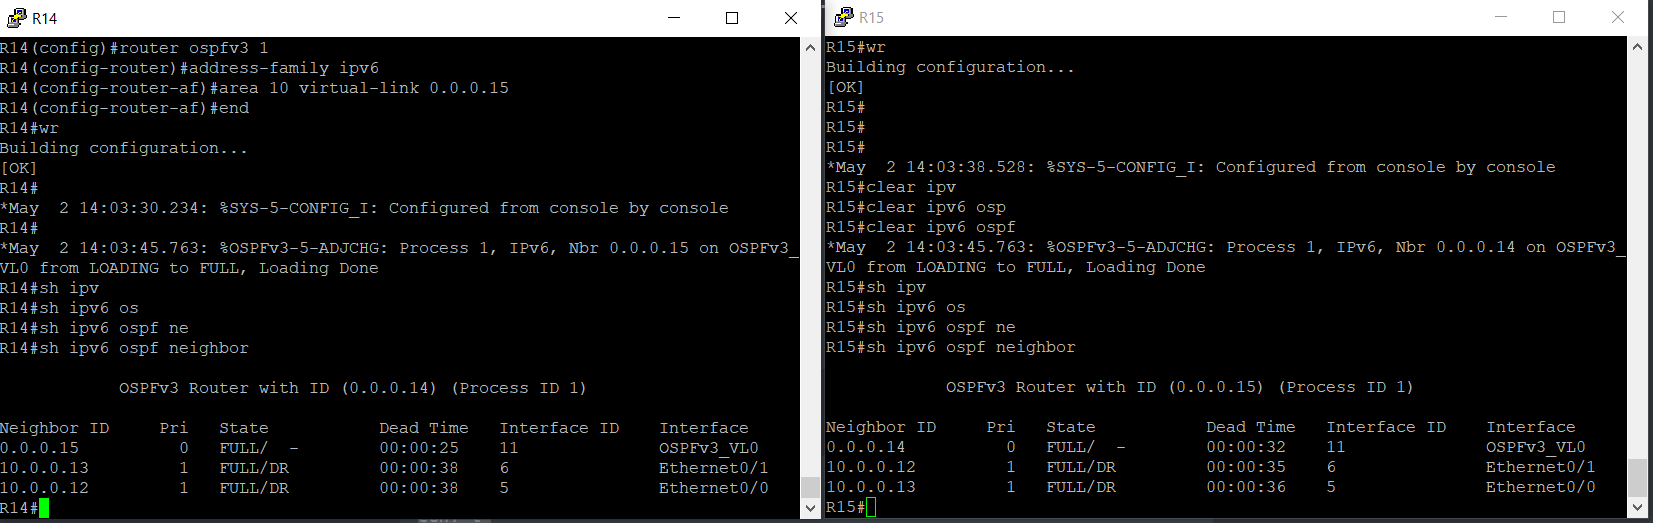 R14
R14(config)#router ospfv3 1
R14(config-router)#address-family ipv6
R14(config-router-af)#area 10 virtual-link 0.0.0.15
R14(config-router-af)#end
R14#wr
Building configuration...
[OK]
R14#
*May  2 14:03:30.234: %SYS-5-CONFIG_I: Configured from console by console
R14#
*May  2 14:03:45.763: %OSPFv3-5-ADJCHG: Process 1, IPv6, Nbr 0.0.0.15 on OSPFv3_
VL0 from LOADING to FULL, Loading Done
R14#sh ipv
R14#sh ipv6 os
R14#sh ipv6 ospf ne
R14#sh ipv6 ospf neighbor
OSPFv3 Router with ID (0.0.0.14) (Process ID 1)
Neighbor ID     Pri   State           Dead Time   Interface ID    Interface
0.0.0.15          0   FULL/  -        00:00:25    11              OSPFv3_VL0
10.0.0.13         1   FULL/DR         00:00:38    6               Ethernet0/1
10.0.0.12         1   FULL/DR         00:00:38    5               Ethernet0/0
R14#
R15
R15#wr
Building configuration...
[OK]
R15#
R15#
R15#
*May  2 14:03:38.528: %SYS-5-CONFIG_I: Configured from console by console
R15#clear ipv
R15#clear ipv6 osp
R15#clear ipv6 ospf
*May  2 14:03:45.763: %OSPFv3-5-ADJCHG: Process 1, IPv6, Nbr 0.0.0.14 on OSPFv3_
VL0 from LOADING to FULL, Loading Done
R15#sh ipv
R15#sh ipv6 os
R15#sh ipv6 ospf ne
R15#sh ipv6 ospf neighbor
OSPFv3 Router with ID (0.0.0.15) (Process ID 1)
Neighbor ID     Pri   State           Dead Time   Interface ID    Interface
0.0.0.14          0   FULL/  -        00:00:32    11              OSPFv3_VL0
10.0.0.12         1   FULL/DR         00:00:35    6               Ethernet0/1
10.0.0.13         1   FULL/DR         00:00:36    5               Ethernet0/0
R15#